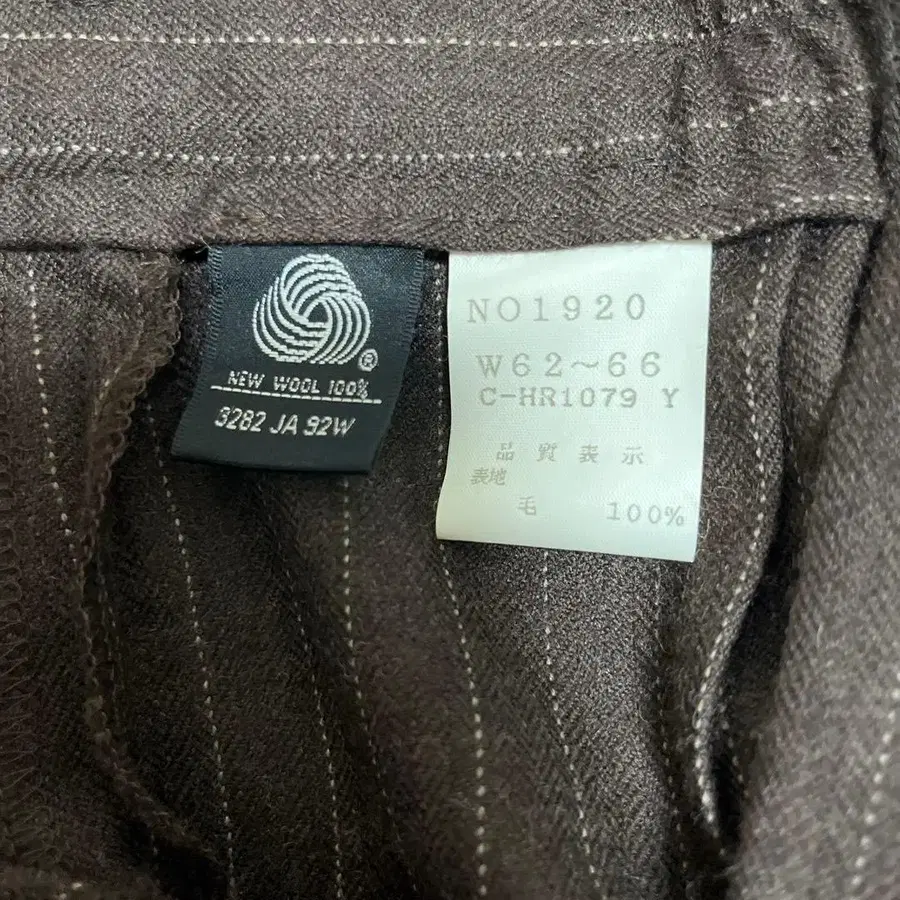 ®
NEW WOOL 100%
3282 JA 92W
NO1920
W62~66
C-HR1079 Y
品質表示
表地
毛 100%